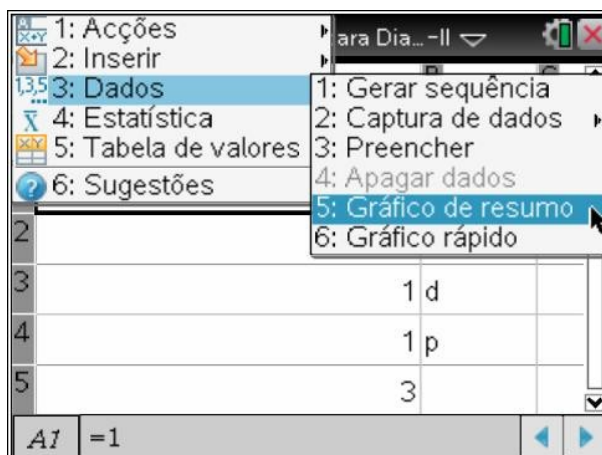 1: Acções
ara Dia...-II
2: Inserir
3: Dados
4: Estatística
5: Tabela de valores
6: Sugestões
1: Gerar sequência
2: Captura de dados
3: Preencher
4: Apagar dados
5: Gráfico de resumo
6: Gráfico rápido
2
3 1 d
4 1 p
5 3
A1 =1